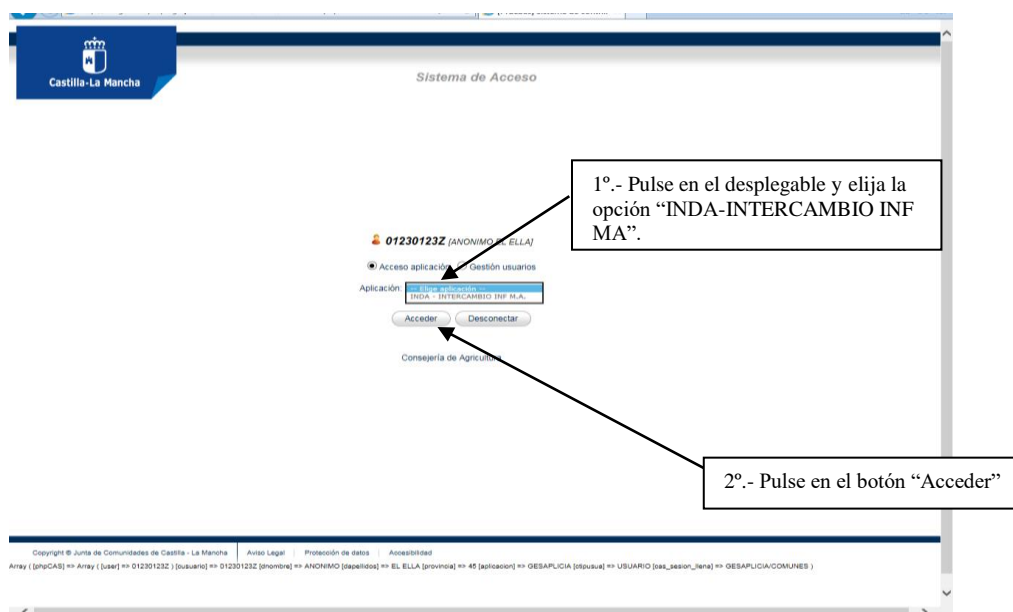 Castilla-La Mancha
Sistema de Acceso
1º.- Pulse en el desplegable y elija la
opción “INDA-INTERCAMBIO INF
MA”.
01230123Z [ANONIMO EL ELLA]
Acceso aplicación Gestión usuarios
Aplicación: -- Elige aplicación --
INDA - INTERCAMBIO INF M.A.
Acceder Desconectar
Consejería de Agricultura
2º.- Pulse en el botón “Acceder”
Copyright © Junta de Comunidades de Castilla - La Mancha | Aviso Legal | Protección de datos | Accesibilidad
Array ( [phpCAS] => Array ( [user] => 01230123Z ) [cusuario] => 01230123Z [dnombre] => ANONIMO [dapellidos] => EL ELLA [provincia] => 45 [aplicacion] => GESAPLICIA [ctipusua] => USUARIO [cas_sesion_llena] => GESAPLICIA/COMUNES )